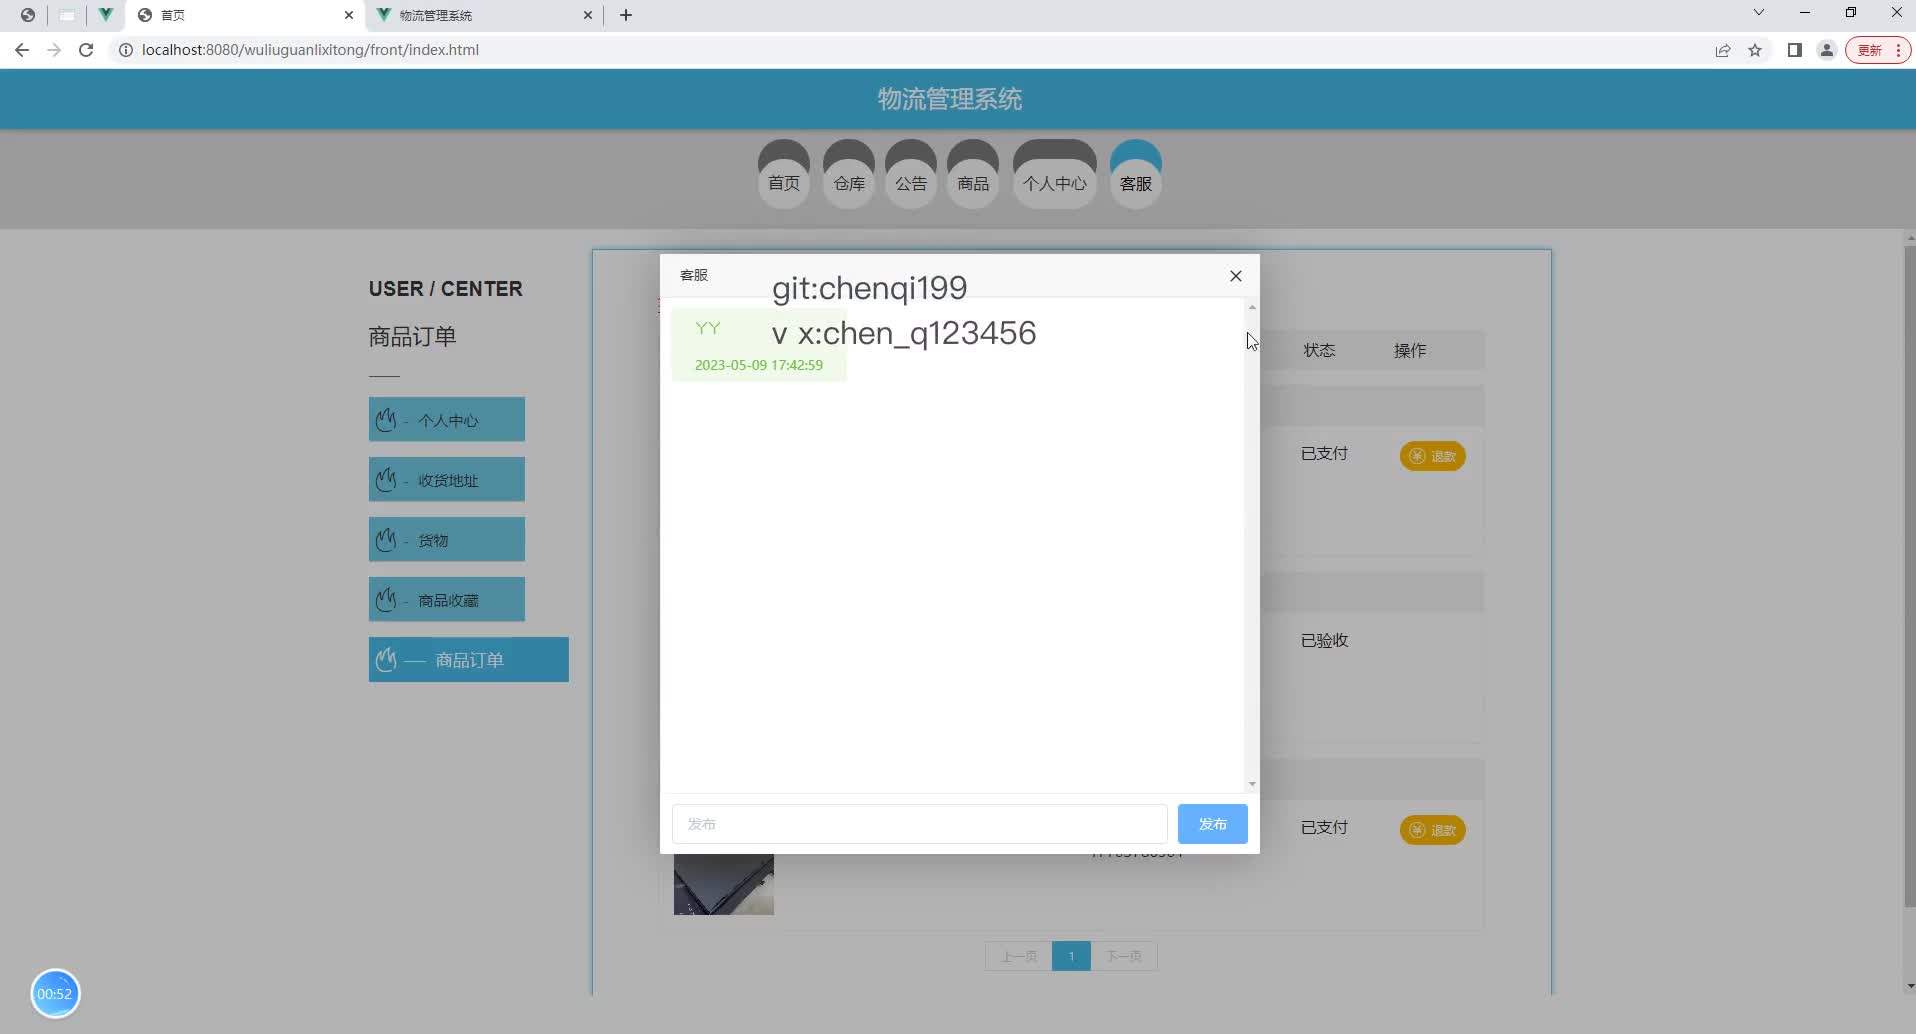 首页
物流管理系统
localhost:8080/wuliuguanlixitong/front/index.html
更新
物流管理系统
首页
仓库
公告
商品
个人中心
客服
USER / CENTER
商品订单
- 个人中心
- 收货地址
- 货物
- 商品收藏
— 商品订单
客服
git:chenqi199
v x:chen_q123456
YY
2023-05-09 17:42:59
发布
发布
状态
操作
已支付
退款
已验收
已支付
退款
上一页
1
下一页
00:52